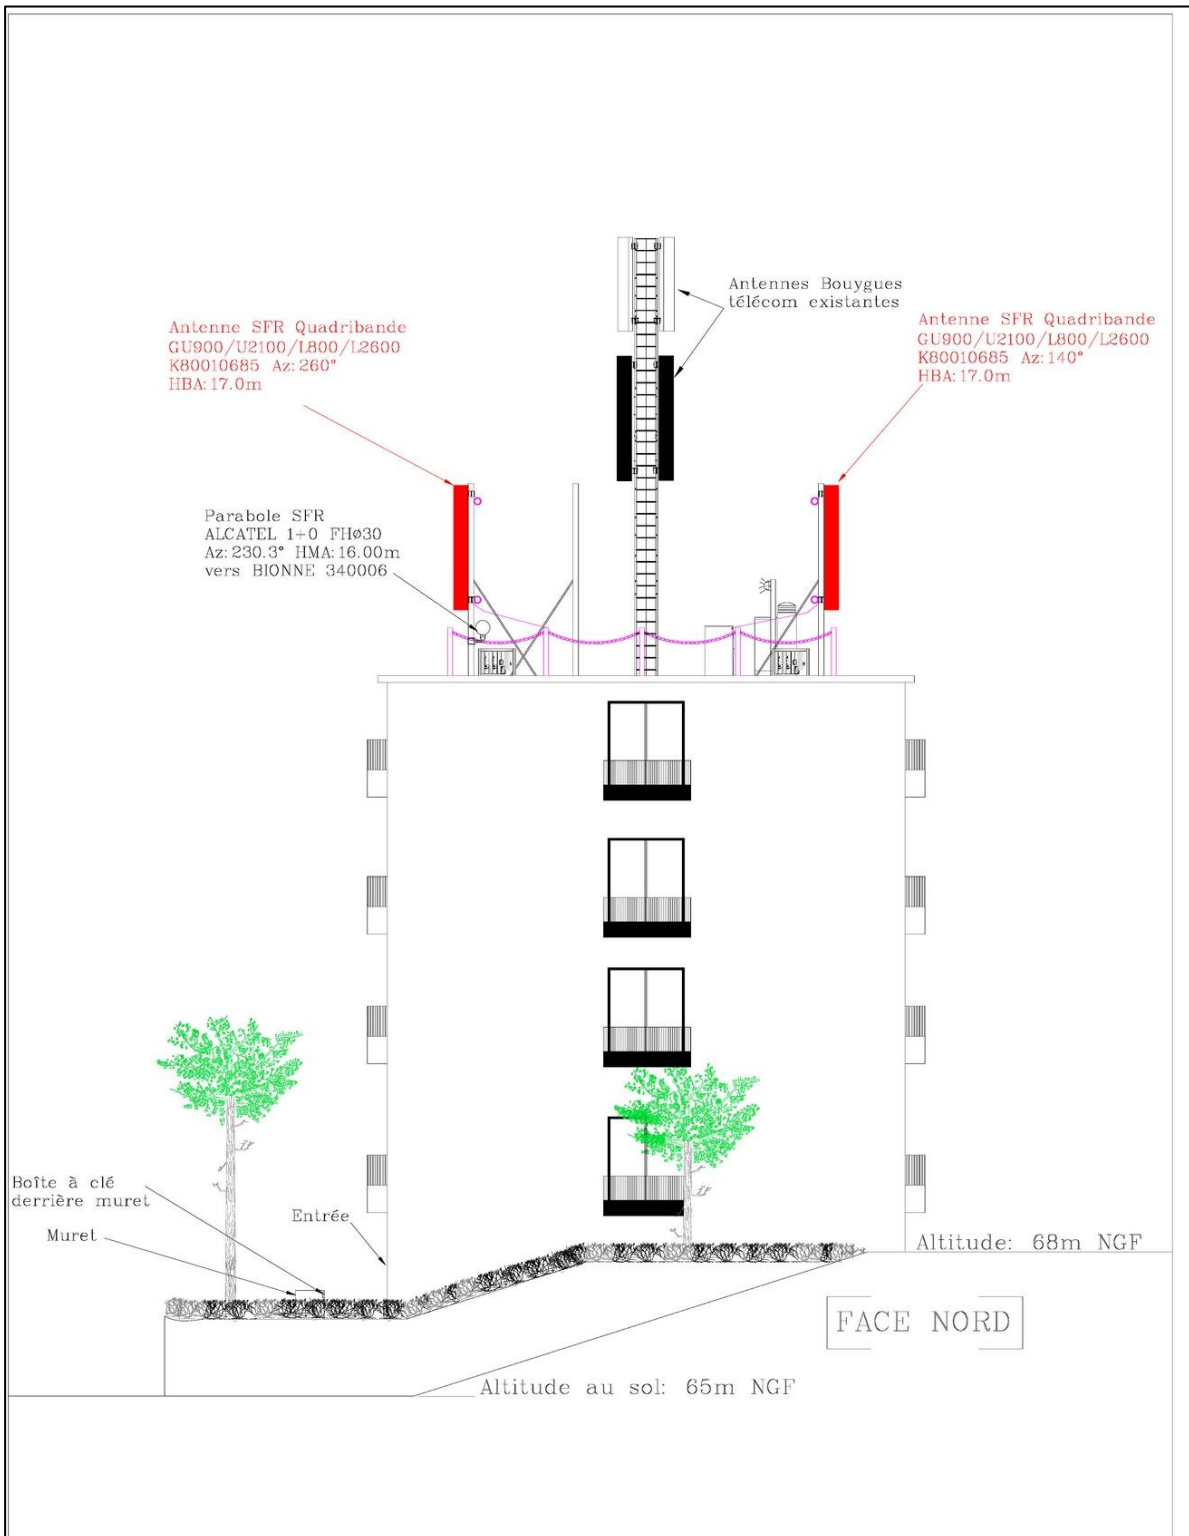 Antennes Bouygues
télécom existantes
Antenne SFR Quadribande
GU900/U2100/L800/L2600
K80010685 Az:260°
HBA:17.0m
Antenne SFR Quadribande
GU900/U2100/L800/L2600
K80010685 Az:140°
HBA:17.0m
Parabole SFR
ALCATEL 1+0 FHø30
Az:230.3° HMA:16.00m
vers BIONNE 340006
Boîte à clé
derrière muret
Muret
Entrée
Altitude: 68m NGF
FACE NORD
Altitude au sol: 65m NGF